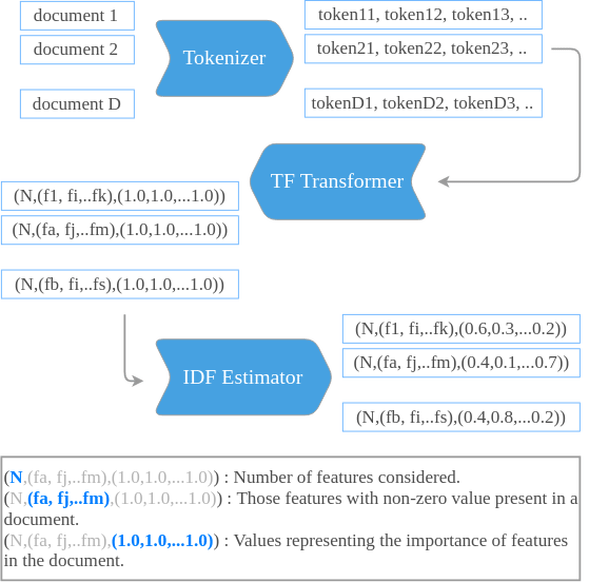 document 1
document 2
document D
Tokenizer
token11, token12, token13, ..
token21, token22, token23, ..
tokenD1, tokenD2, tokenD3, ..
TF Transformer
(N,(f1, fi,..fk),(1.0,1.0,...1.0))
(N,(fa, fj,..fm),(1.0,1.0,...1.0))
(N,(fb, fi,..fs),(1.0,1.0,...1.0))
IDF Estimator
(N,(f1, fi,..fk),(0.6,0.3,...0.2))
(N,(fa, fj,..fm),(0.4,0.1,...0.7))
(N,(fb, fi,..fs),(0.4,0.8,...0.2))
(N,(fa, fj,..fm),(1.0,1.0,...1.0)) : Number of features considered.
(N,(fa, fj,..fm),(1.0,1.0,...1.0)) : Those features with non-zero value present in a
document.
(N,(fa, fj,..fm),(1.0,1.0,...1.0)) : Values representing the importance of features
in the document.